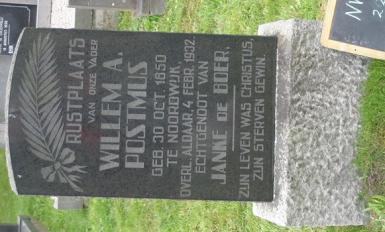 RUSTPLAATS
VAN ONZE VADER
WILLEM A.
POSTMUS
GEB. 30 OCT. 1850
TE NOORDWIJK,
OVERL. ALDAAR, 4 FEBR. 1932.
ECHTGENOOT VAN
JANKE DE BOER.
ZIJN LEVEN WAS CHRISTUS,
ZIJN STERVEN GEWIN.